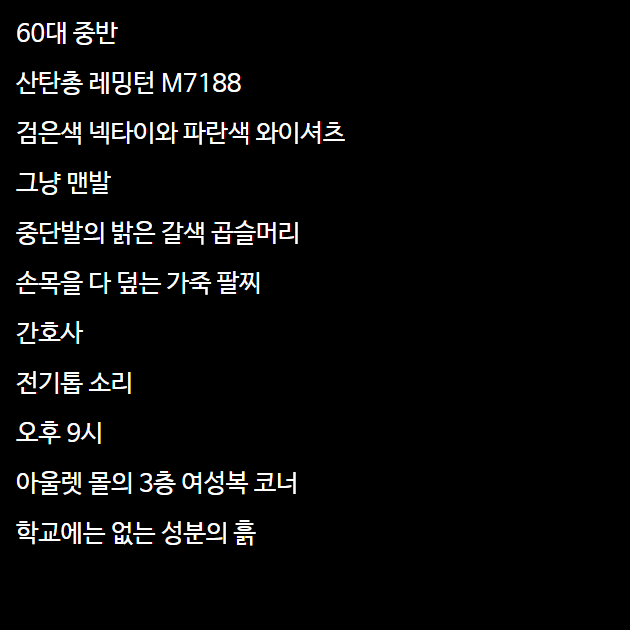 60대 중반
산탄총 레밍턴 M7188
검은색 넥타이와 파란색 와이셔츠
그냥 맨발
중단발의 밝은 갈색 곱슬머리
손목을 다 덮는 가죽 팔찌
간호사
전기톱 소리
오후 9시
아울렛 몰의 3층 여성복 코너
학교에는 없는 성분의 흙